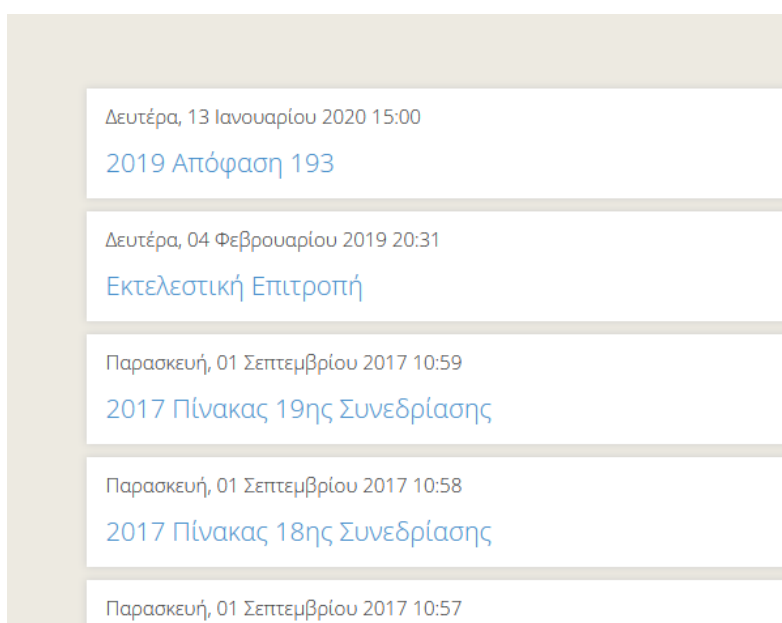 Δευτέρα, 13 Ιανουαρίου 2020 15:00
2019 Απόφαση 193
Δευτέρα, 04 Φεβρουαρίου 2019 20:31
Εκτελεστική Επιτροπή
Παρασκευή, 01 Σεπτεμβρίου 2017 10:59
2017 Πίνακας 19ης Συνεδρίασης
Παρασκευή, 01 Σεπτεμβρίου 2017 10:58
2017 Πίνακας 18ης Συνεδρίασης
Παρασκευή, 01 Σεπτεμβρίου 2017 10:57